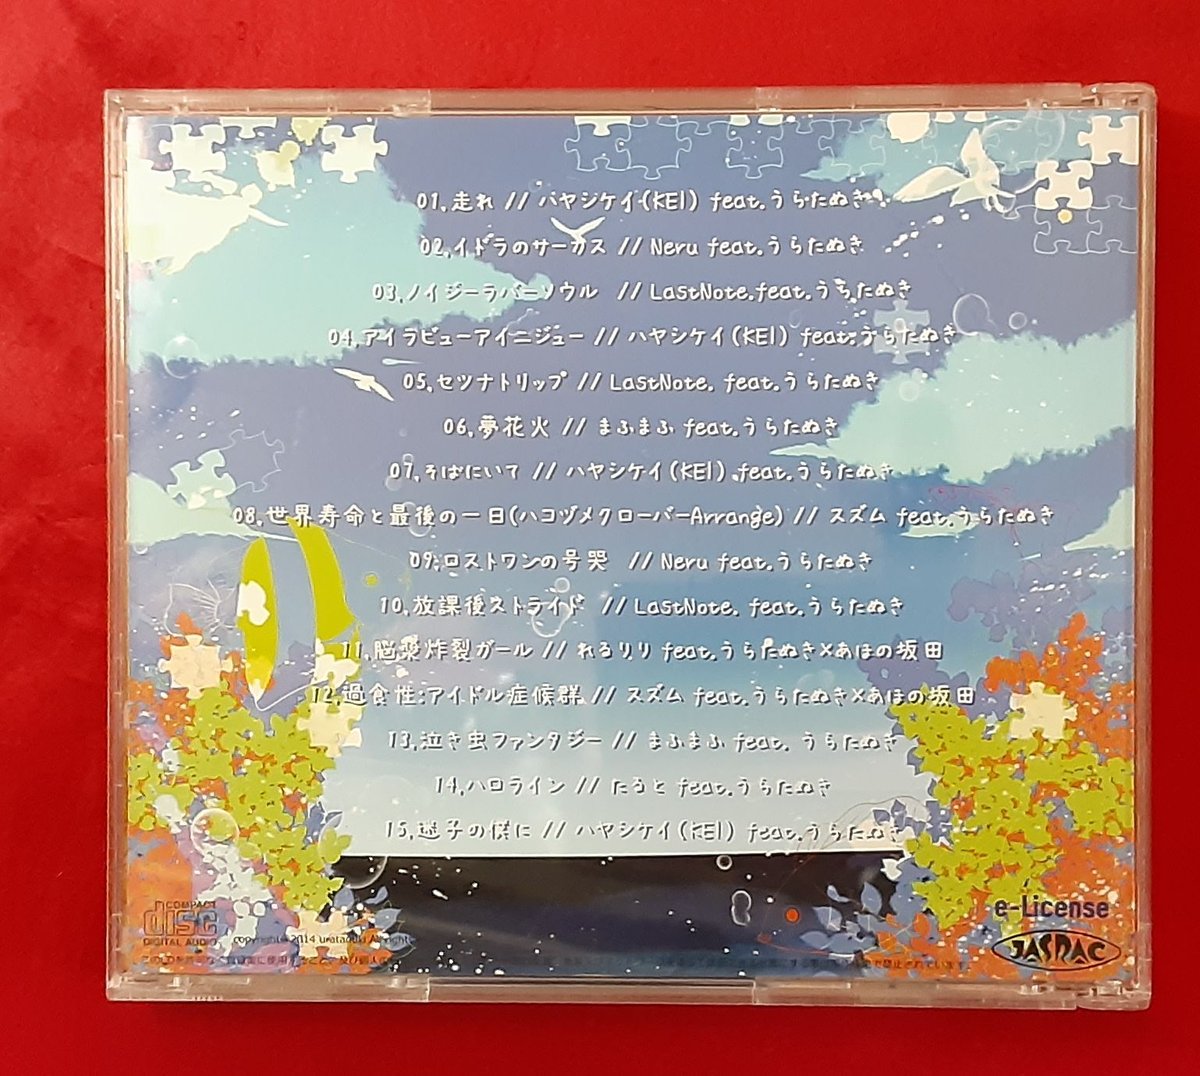 01,走れ // ハヤシケイ(KEI) feat.うらたぬき
02,イドラのサーカス // Neru feat.うらたぬき
03,ノイジーラバーソウル // LastNote.feat.うらたぬき
04,アイラビューアイニジュー // ハヤシケイ(KEI) feat.うらたぬき
05,セツナトリップ // LastNote. feat.うらたぬき
06,夢花火 // まふまふ feat.うらたぬき
07,そばにいて // ハヤシケイ(KEI) feat.うらたぬき
08,世界寿命と最後の一日(ハコヅメクローバーArrange) // スズム feat.うらたぬき
09,ロストワンの号哭 // Neru feat.うらたぬき
10,放課後ストライド // LastNote. feat.うらたぬき
11,脳漿炸裂ガール // れるりり feat.うらたぬき×あほの坂田
12,過食性:アイドル症候群 // スズム feat.うらたぬき×あほの坂田
13,泣き虫ファンタジー // まふまふ feat. うらたぬき
14,ハロライン // たると feat.うらたぬき
15,迷子の僕に // ハヤシケイ(KEI) feat.うらたぬき
COMPACT
disc
DIGITAL AUDIO
copyright© 2014 uratanuki All right
e-License
JASRAC